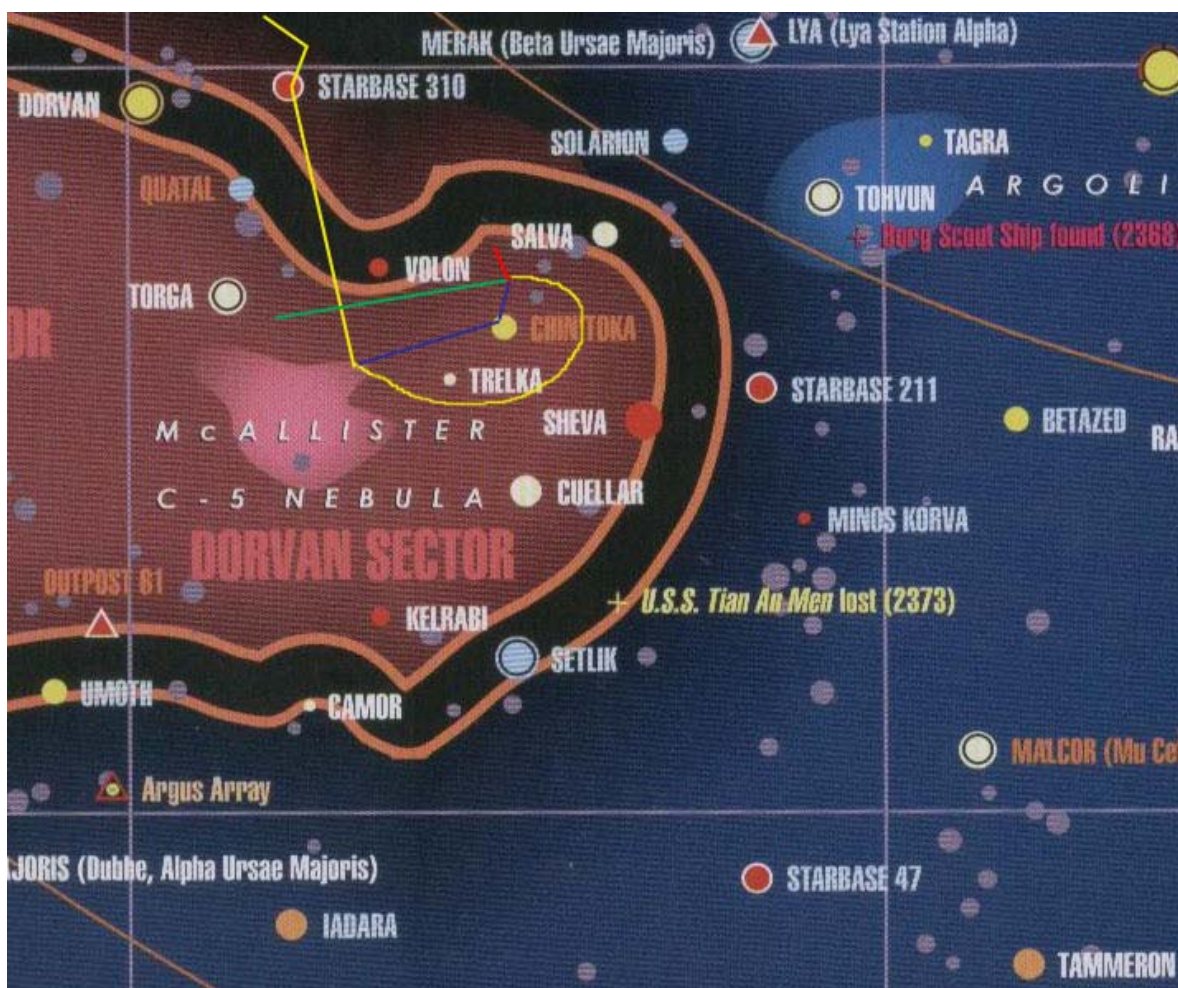 MERAK (Beta Ursae Majoris)
LYA (Lya Station Alpha)
DORVAN
STARBASE 310
SOLARION
TAGRA
QUATAL
TOHVUN
ARGOLI
SALVA
Borg Scout Ship found (2368)
VOLON
TORGA
OR
CHIN'TOKA
TRELKA
STARBASE 211
McALLISTER
SHEVA
BETAZED
RA
C-5 NEBULA
CUELLAR
MINOS KORVA
DORVAN SECTOR
OUTPOST 61
U.S.S. Tian An Men lost (2373)
KELRABI
SETLIK
UMOTH
CAMOR
MALCOR (Mu Ce
Argus Array
AJORIS (Dubhe, Alpha Ursae Majoris)
STARBASE 47
IADARA
TAMMERON